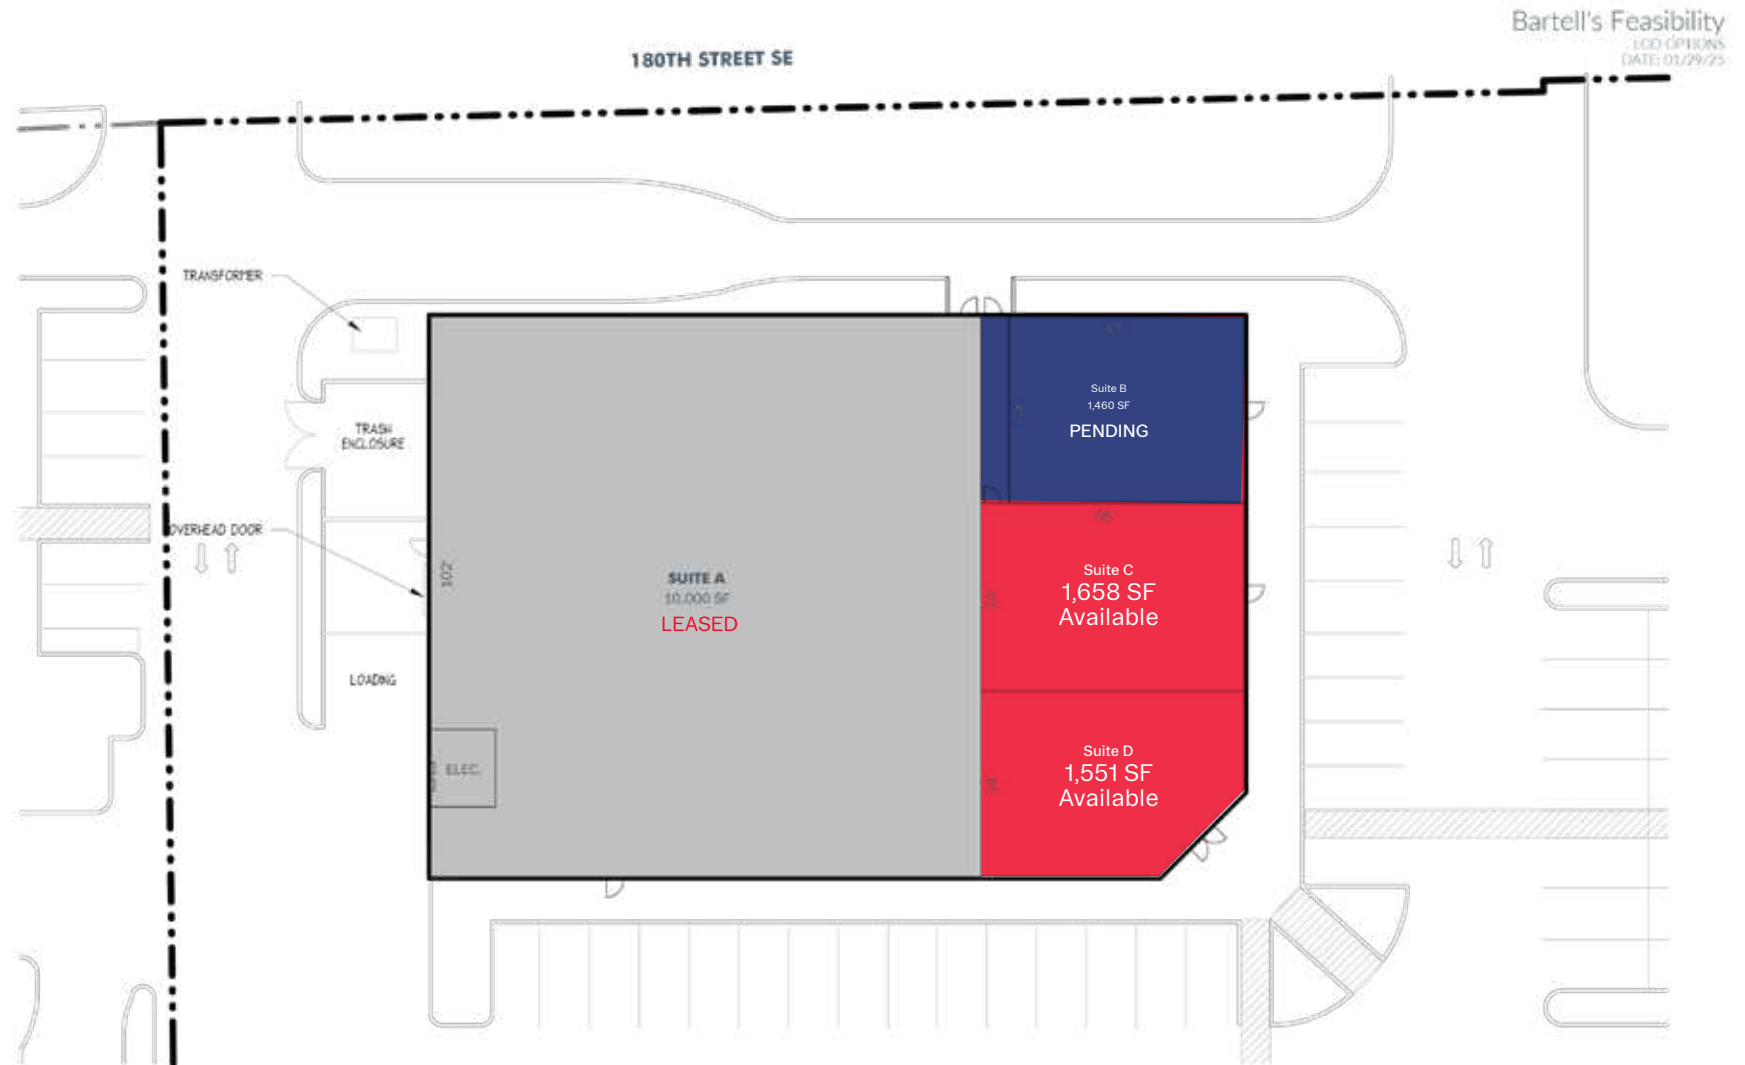 Bartell's Feasibility
LOD OPTIONS
DATE: 01/29/25
180TH STREET SE
TRANSFORMER
TRASH
ENCLOSURE
OVERHEAD DOOR
LOADING
102'
ELEC.
SUITE A
10,000 SF
LEASED
Suite B
1,460 SF
PENDING
Suite C
1,658 SF
Available
Suite D
1,551 SF
Available